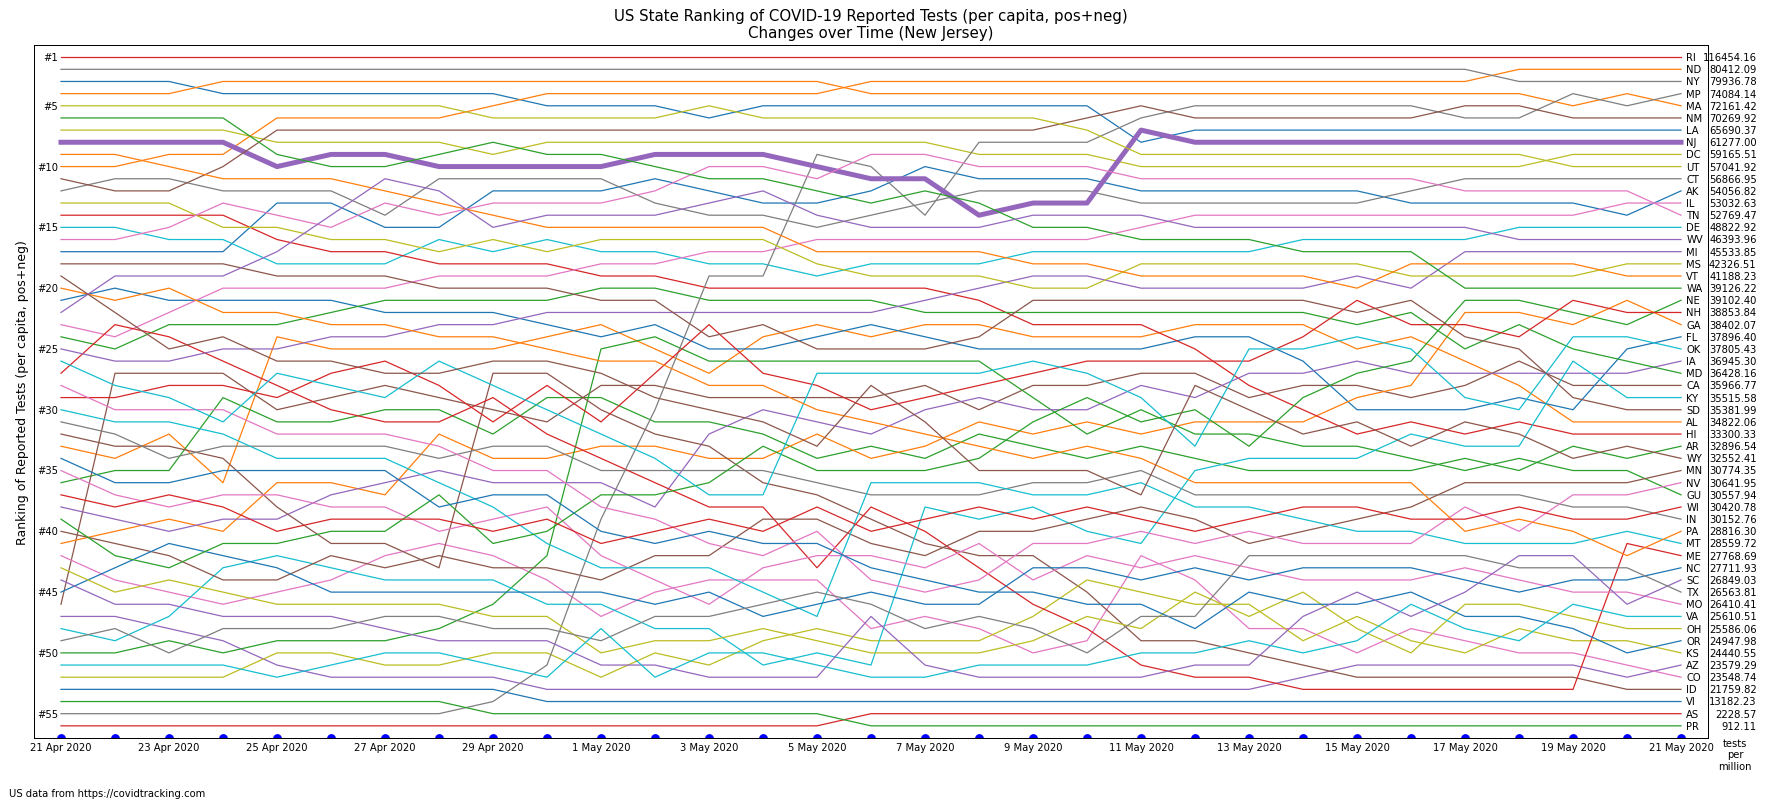 US State Ranking of COVID-19 Reported Tests (per capita, pos+neg)
Changes over Time (New Jersey)
Ranking of Reported Tests (per capita, pos+neg)
#1
#5
#10
#15
#20
#25
#30
#35
#40
#45
#50
#55
RI 116454.16
ND 80412.09
NY 79936.78
MP 74084.14
MA 72161.42
NM 70269.92
LA 65690.37
NJ 61277.00
DC 59165.51
UT 57041.92
CT 56866.95
AK 54056.82
IL 53032.63
TN 52769.47
DE 48822.92
WV 46393.96
MI 45533.85
MS 42326.51
VT 41188.23
WA 39126.22
NE 39102.40
NH 38853.84
GA 38402.07
FL 37896.40
OK 37805.43
IA 36945.30
MD 36428.16
CA 35966.77
KY 35515.58
SD 35381.99
AL 34822.06
HI 33300.33
AR 32896.54
WY 32552.41
MN 30774.35
NV 30641.95
GU 30557.94
WI 30420.78
IN 30152.76
PA 28816.30
MT 28559.72
ME 27768.69
NC 27711.93
SC 26849.03
TX 26563.81
MO 26410.41
VA 25610.51
OH 25586.06
OR 24947.98
KS 24440.55
AZ 23579.29
CO 23548.74
ID 21759.82
VI 13182.23
AS 2228.57
PR 912.11
21 Apr 2020
23 Apr 2020
25 Apr 2020
27 Apr 2020
29 Apr 2020
1 May 2020
3 May 2020
5 May 2020
7 May 2020
9 May 2020
11 May 2020
13 May 2020
15 May 2020
17 May 2020
19 May 2020
21 May 2020
tests
per
million
US data from https://covidtracking.com